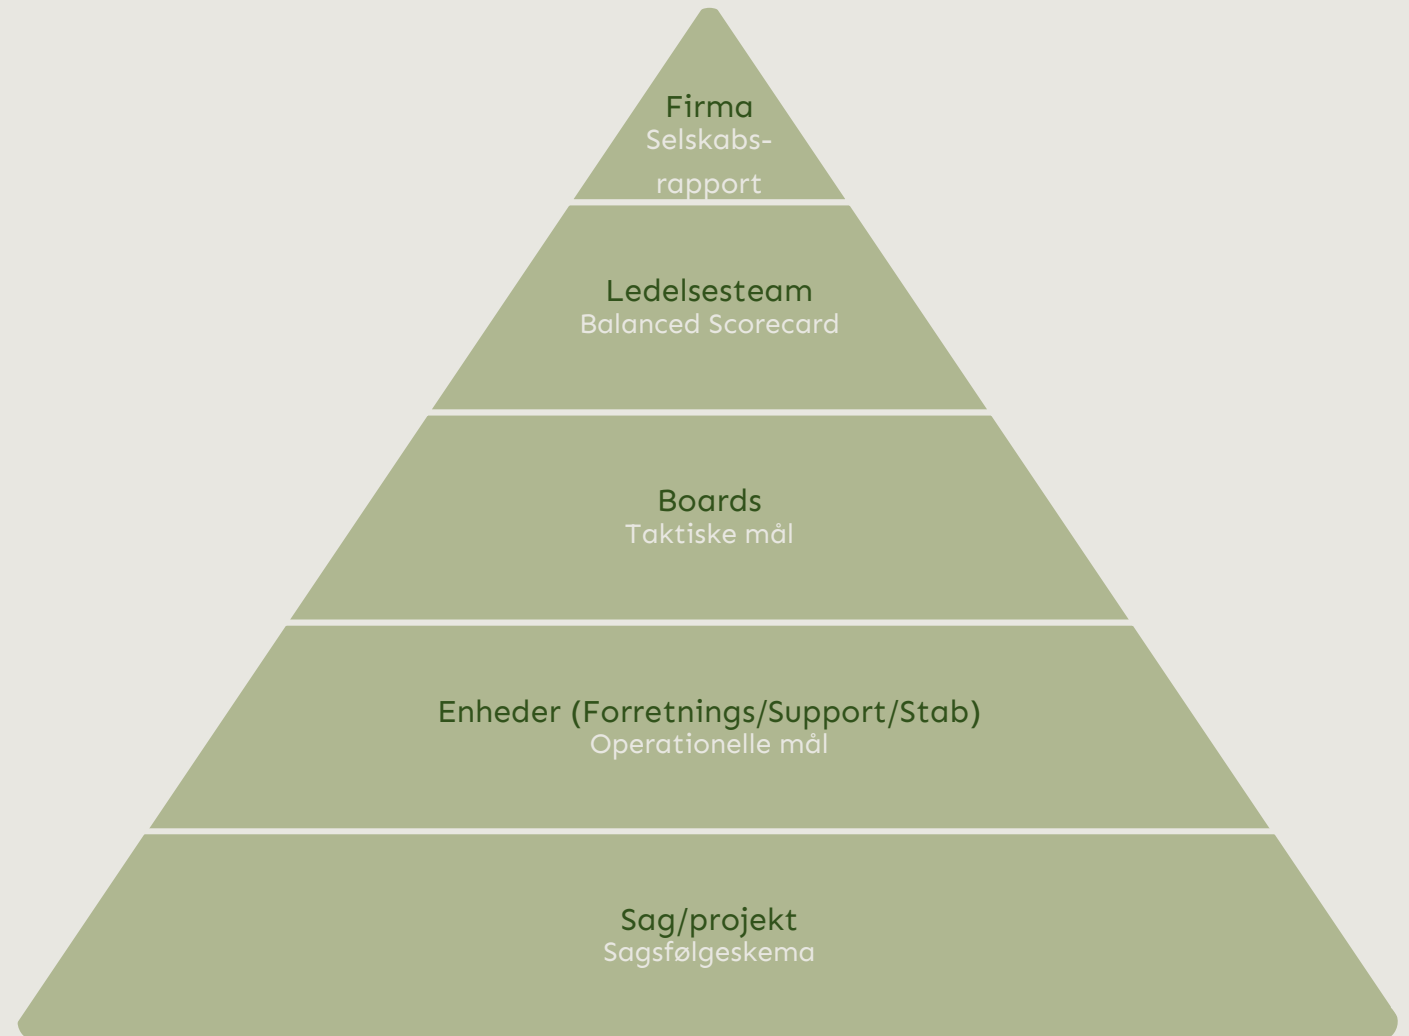 Firma
Selskabs-
rapport
Ledelsesteam
Balanced Scorecard
Boards
Taktiske mål
Enheder (Forretnings/Support/Stab)
Operationelle mål
Sag/projekt
Sagsfølgeskema